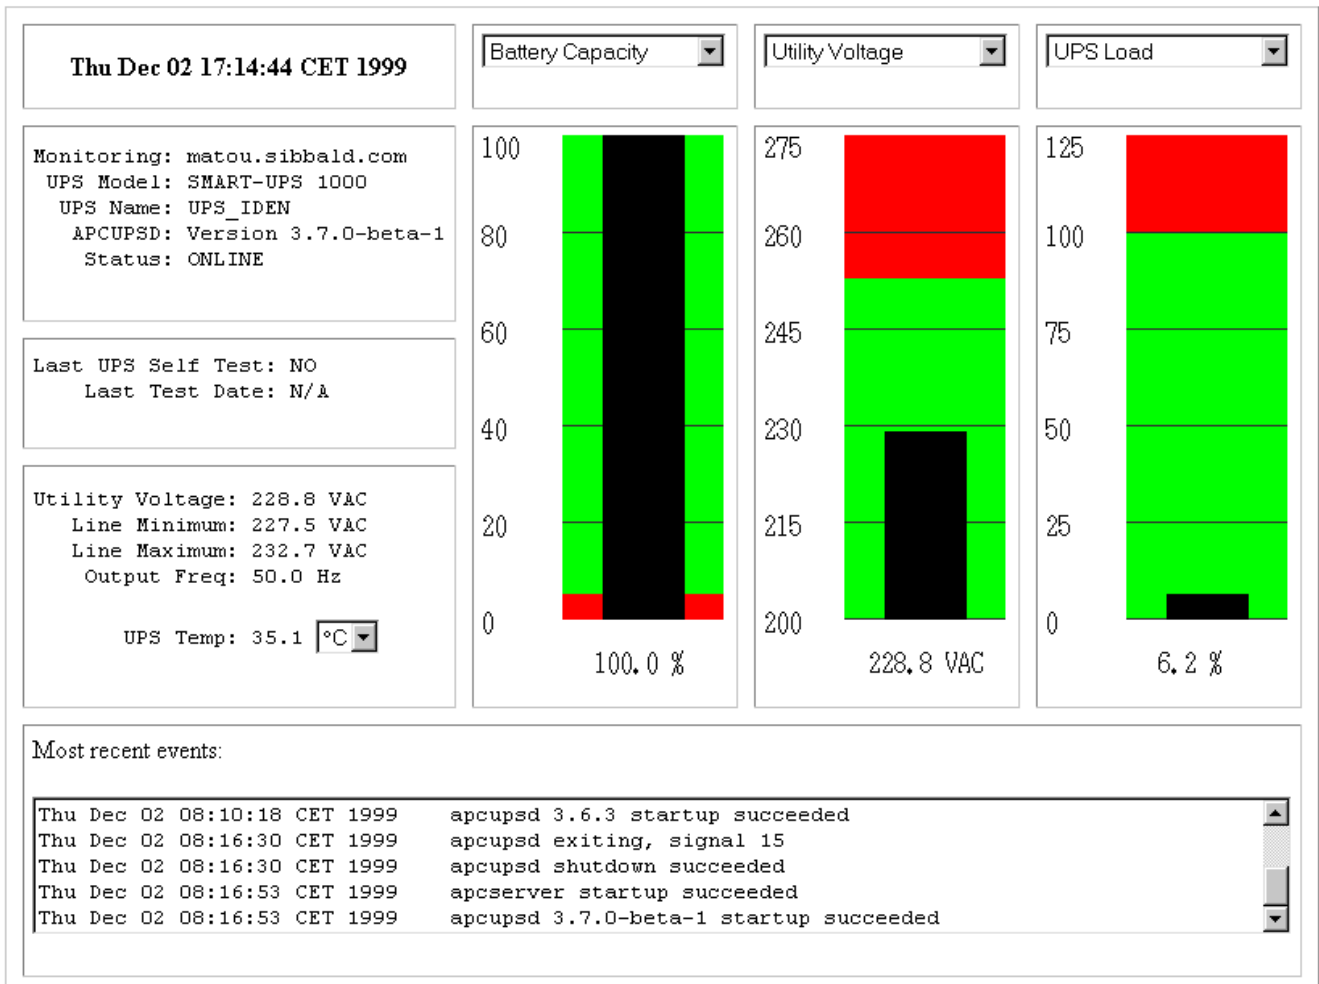 Thu Dec 02 17:14:44 CET 1999
Battery Capacity
Utility Voltage
UPS Load
Monitoring: matou.sibbald.com
UPS Model: SMART-UPS 1000
UPS Name: UPS_IDEN
APCUPSD: Version 3.7.0-beta-1
Status: ONLINE
Last UPS Self Test: NO
Last Test Date: N/A
Utility Voltage: 228.8 VAC
Line Minimum: 227.5 VAC
Line Maximum: 232.7 VAC
Output Freq: 50.0 Hz
UPS Temp: 35.1 °C
100
80
60
40
20
0
100.0 %
275
260
245
230
215
200
228.8 VAC
125
100
75
50
25
0
6.2 %
Most recent events:
Thu Dec 02 08:10:18 CET 1999 apcupsd 3.6.3 startup succeeded
Thu Dec 02 08:16:30 CET 1999 apcupsd exiting, signal 15
Thu Dec 02 08:16:30 CET 1999 apcupsd shutdown succeeded
Thu Dec 02 08:16:53 CET 1999 apcserver startup succeeded
Thu Dec 02 08:16:53 CET 1999 apcupsd 3.7.0-beta-1 startup succeeded